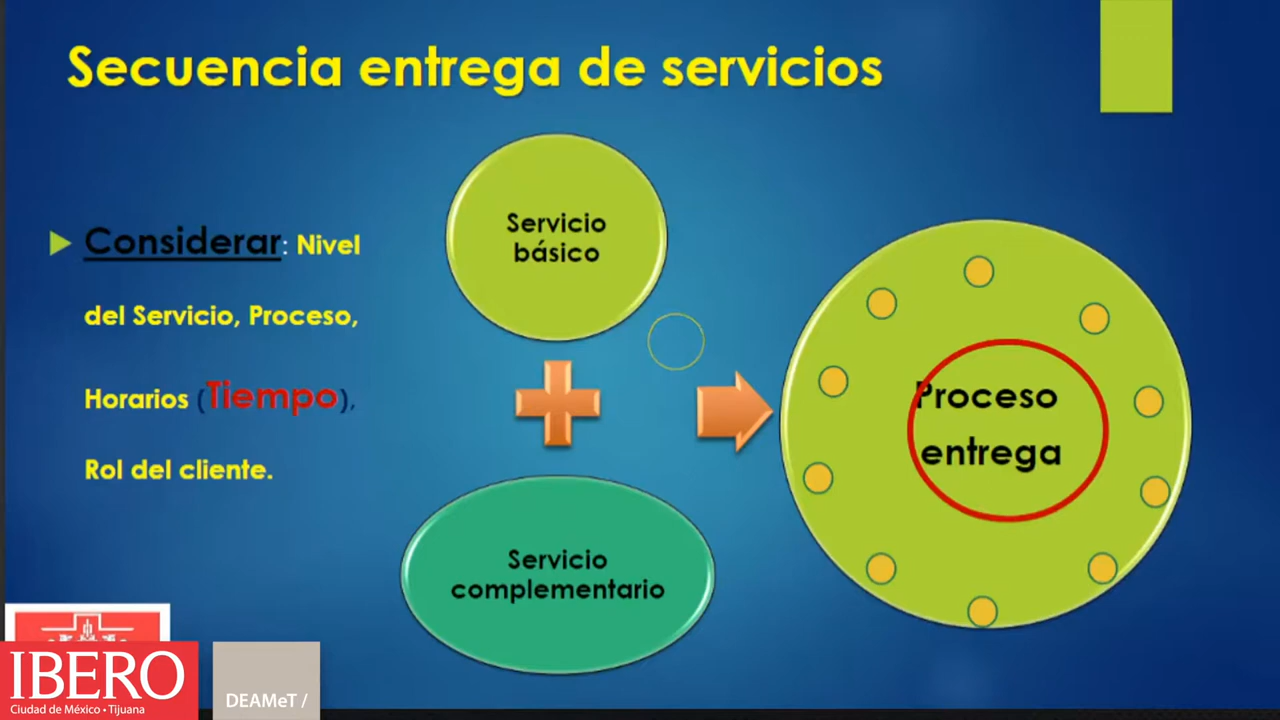 Secuencia entrega de servicios
Considerar: Nivel
del Servicio, Proceso,
Horarios (Tiempo),
Rol del cliente.
Servicio
básico
Servicio
complementario
Proceso
entrega
IBERO
Ciudad de México • Tijuana
DEAMeT /